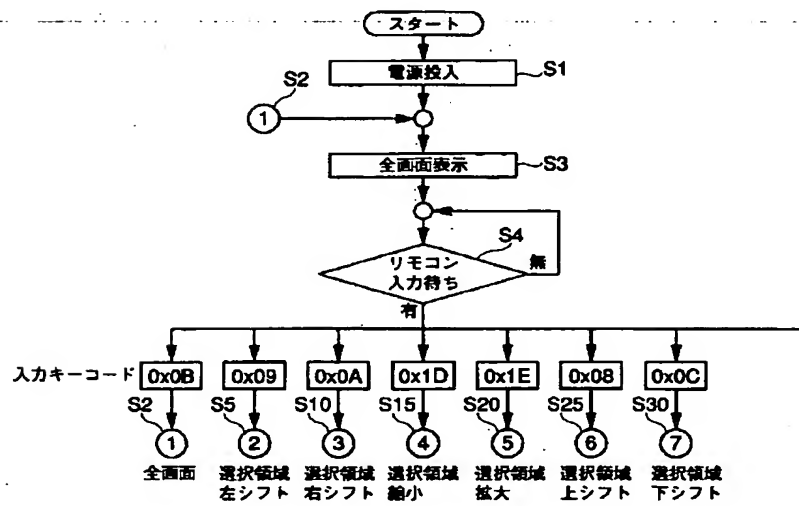 スタート
電源投入
S1
S2
1
全画面表示
S3
S4
リモコン
入力待ち
無
有
入力キーコード
0x0B
0x09
0x0A
0x1D
0x1E
0x08
0x0C
S2
S5
S10
S15
S20
S25
S30
1
2
3
4
5
6
7
全画面
選択領域
左シフト
選択領域
右シフト
選択領域
縮小
選択領域
拡大
選択領域
上シフト
選択領域
下シフト